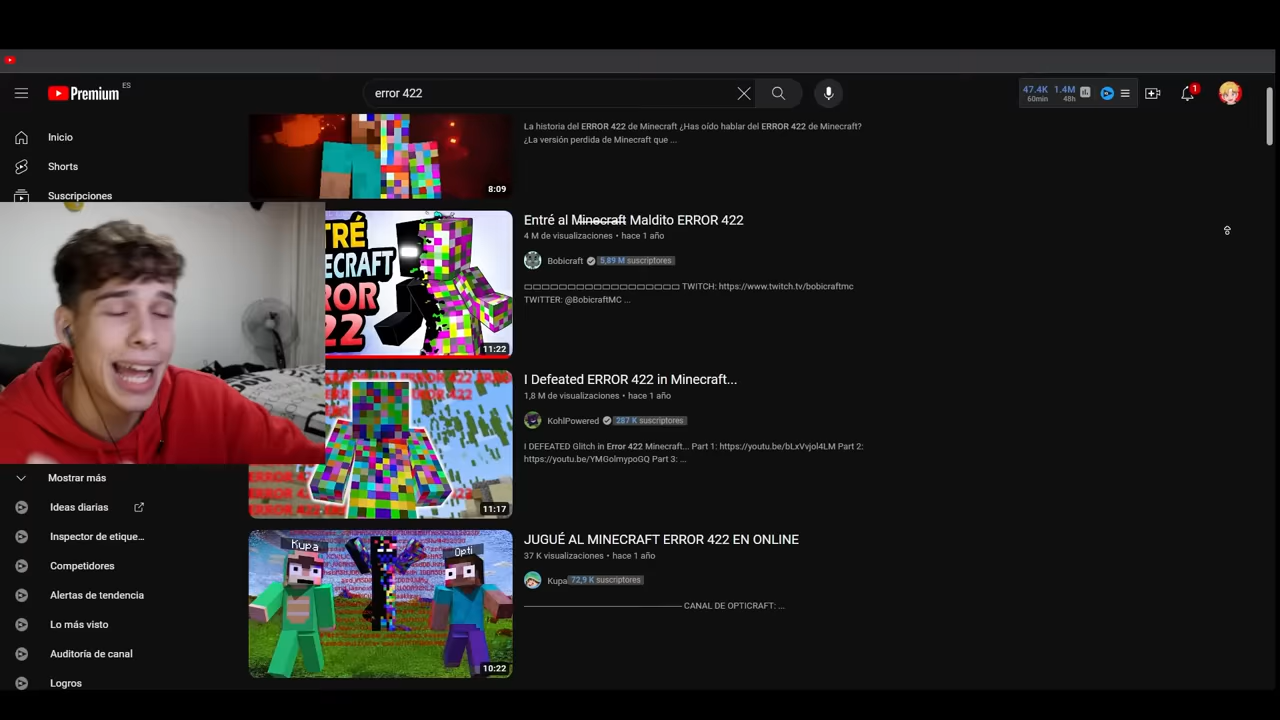 Premium
ES
error 422
47.4K
60min
1.4M
48h
1
Inicio
Shorts
Suscripciones
Mostrar más
Ideas diarias
Inspector de etique...
Competidores
Alertas de tendencia
Lo más visto
Auditoría de canal
Logros
La historia del ERROR 422 de Minecraft ¿Has oído hablar del ERROR 422 de Minecraft?
¿La versión perdida de Minecraft que ...
8:09
Entré al Minecraft Maldito ERROR 422
4 M de visualizaciones • hace 1 año
Bobicraft 5,89 M suscriptores
TWITCH: https://www.twitch.tv/bobicraftmc
TWITTER: @BobicraftMC ...
11:22
I Defeated ERROR 422 in Minecraft...
1,8 M de visualizaciones • hace 1 año
KohlPowered 287 K suscriptores
I DEFEATED Glitch in Error 422 Minecraft... Part 1: https://youtu.be/bLxVvjol4LM Part 2:
https://youtu.be/YMGolmypoGQ Part 3: ...
11:17
JUGUÉ AL MINECRAFT ERROR 422 EN ONLINE
37 K visualizaciones • hace 1 año
Kupa 72,9 K suscriptores
CANAL DE OPTICRAFT: ...
Kupa
Opti
10:22